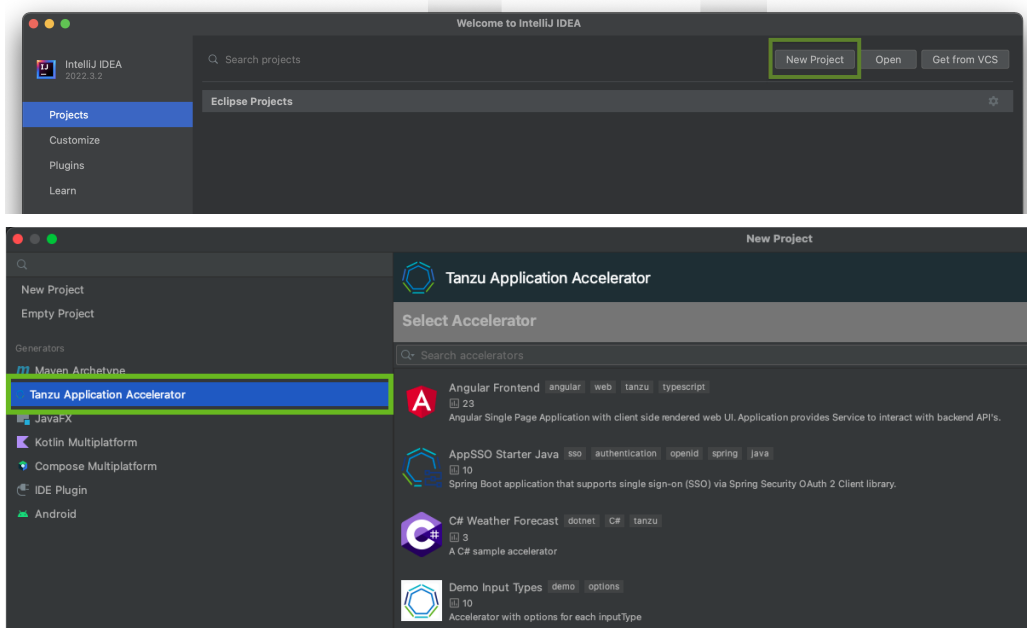 Welcome to IntelliJ IDEA
IntelliJ IDEA
2022.3.2
Search projects
New Project
Open
Get from VCS
Eclipse Projects
Projects
Customize
Plugins
Learn
New Project
New Project
Empty Project
Generators
Maven Archetype
Tanzu Application Accelerator
JavaFX
Kotlin Multiplatform
Compose Multiplatform
IDE Plugin
Android
Tanzu Application Accelerator
Select Accelerator
Search accelerators
Angular Frontend angular web tanzu typescript
23
Angular Single Page Application with client side rendered web UI. Application provides Service to interact with backend API's.
AppSSO Starter Java sso authentication openid spring java
10
Spring Boot application that supports single sign-on (SSO) via Spring Security OAuth 2 Client library.
C# Weather Forecast dotnet C# tanzu
3
A C# sample accelerator
Demo Input Types demo options
10
Accelerator with options for each inputType